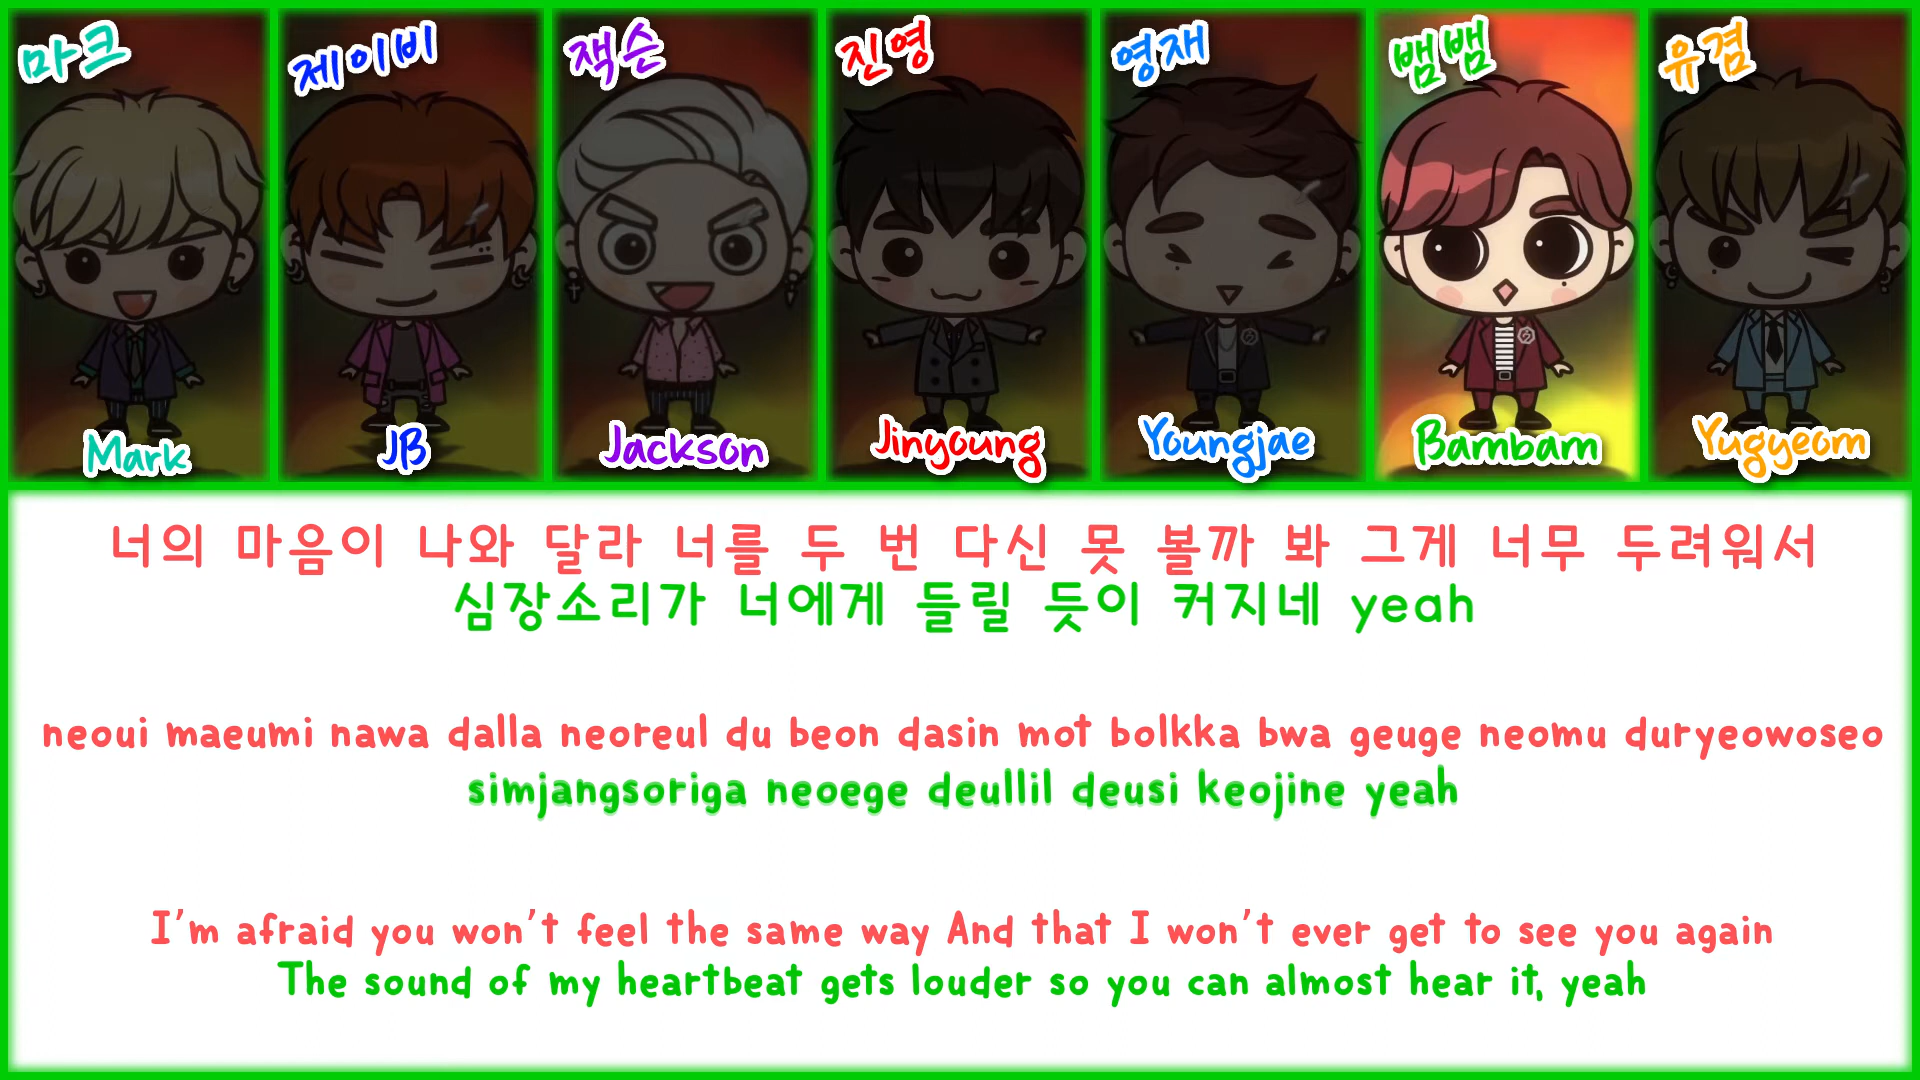 마크 제이비 잭슨 진영 영재 뱀뱀 유겸
Mark JB Jackson Jinyoung Youngjae Bambam Yugyeom
너의 마음이 나와 달라 너를 두 번 다신 못 볼까 봐 그게 너무 두려워서
심장소리가 너에게 들릴 듯이 커지네 yeah
neoui maeumi nawa dalla neoreul du beon dasin mot bolkka bwa geuge neomu duryeowoseo
simjangsoriga neoege deullil deusi keojine yeah
I'm afraid you won't feel the same way And that I won't ever get to see you again
The sound of my heartbeat gets louder so you can almost hear it, yeah